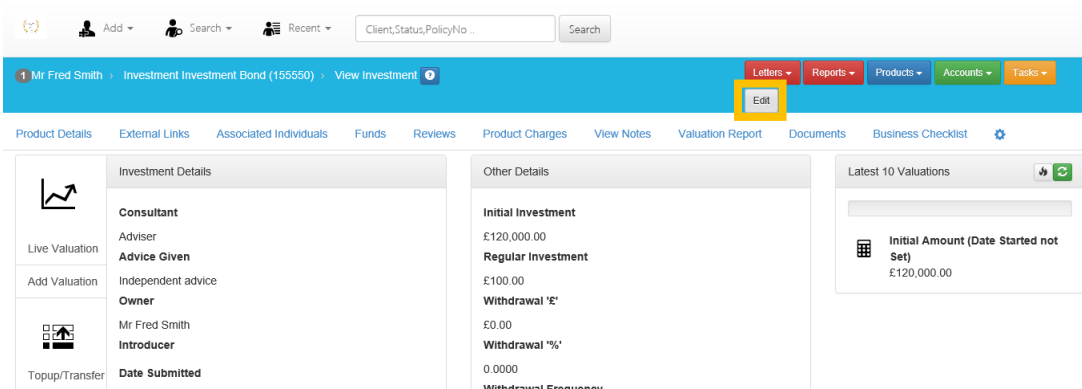 Add Search Recent Client,Status,PolicyNo .. Search
1 Mr Fred Smith › Investment Investment Bond (155550) › View Investment ? Letters Reports Products Accounts Tasks
Edit
Product Details External Links Associated Individuals Funds Reviews Product Charges View Notes Valuation Report Documents Business Checklist
Investment Details
Other Details
Latest 10 Valuations
Live Valuation
Add Valuation
Topup/Transfer
Consultant
Adviser
Advice Given
Independent advice
Owner
Mr Fred Smith
Introducer
Date Submitted
Initial Investment
£120,000.00
Regular Investment
£100.00
Withdrawal '£'
£0.00
Withdrawal '%'
0.0000
Withdrawal Frequency
Initial Amount (Date Started not
Set)
£120,000.00